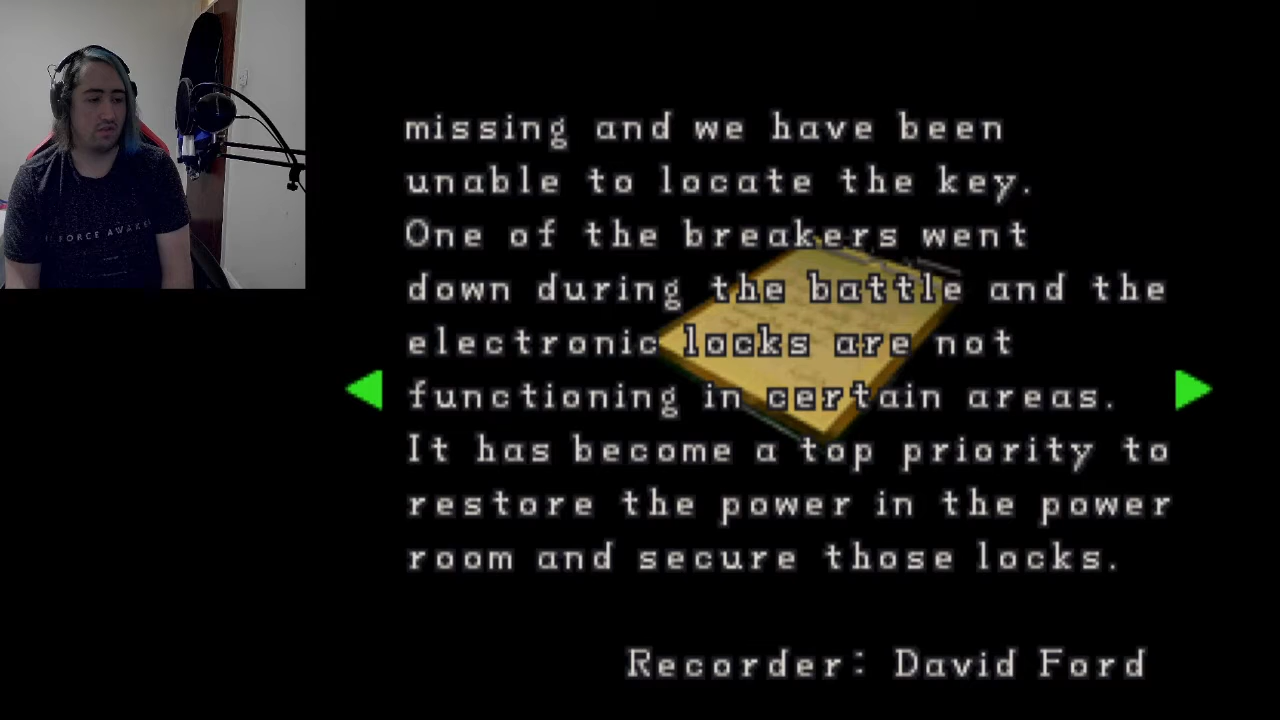 FORCE AWAKE
missing and we have been
unable to locate the key.
One of the breakers went
down during the battle and the
electronic locks are not
functioning in certain areas.
It has become a top priority to
restore the power in the power
room and secure those locks.
Recorder: David Ford